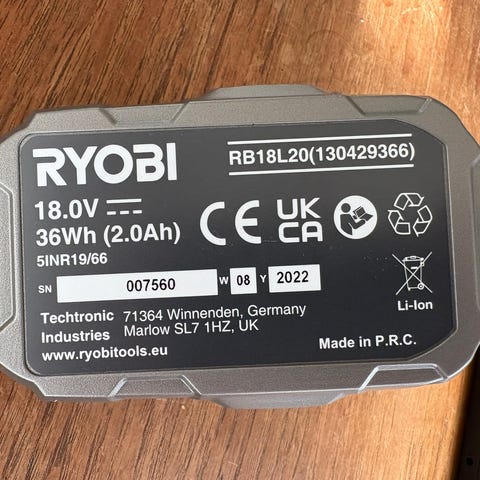 RYOBI
RB18L20(130429366)
18.0V
36Wh (2.0Ah)
5INR19/66
CE UK CA
SN 007560 W 08 Y 2022
Li-Ion
Techtronic 71364 Winnenden, Germany
Industries Marlow SL7 1HZ, UK
www.ryobitools.eu
Made in P.R.C.